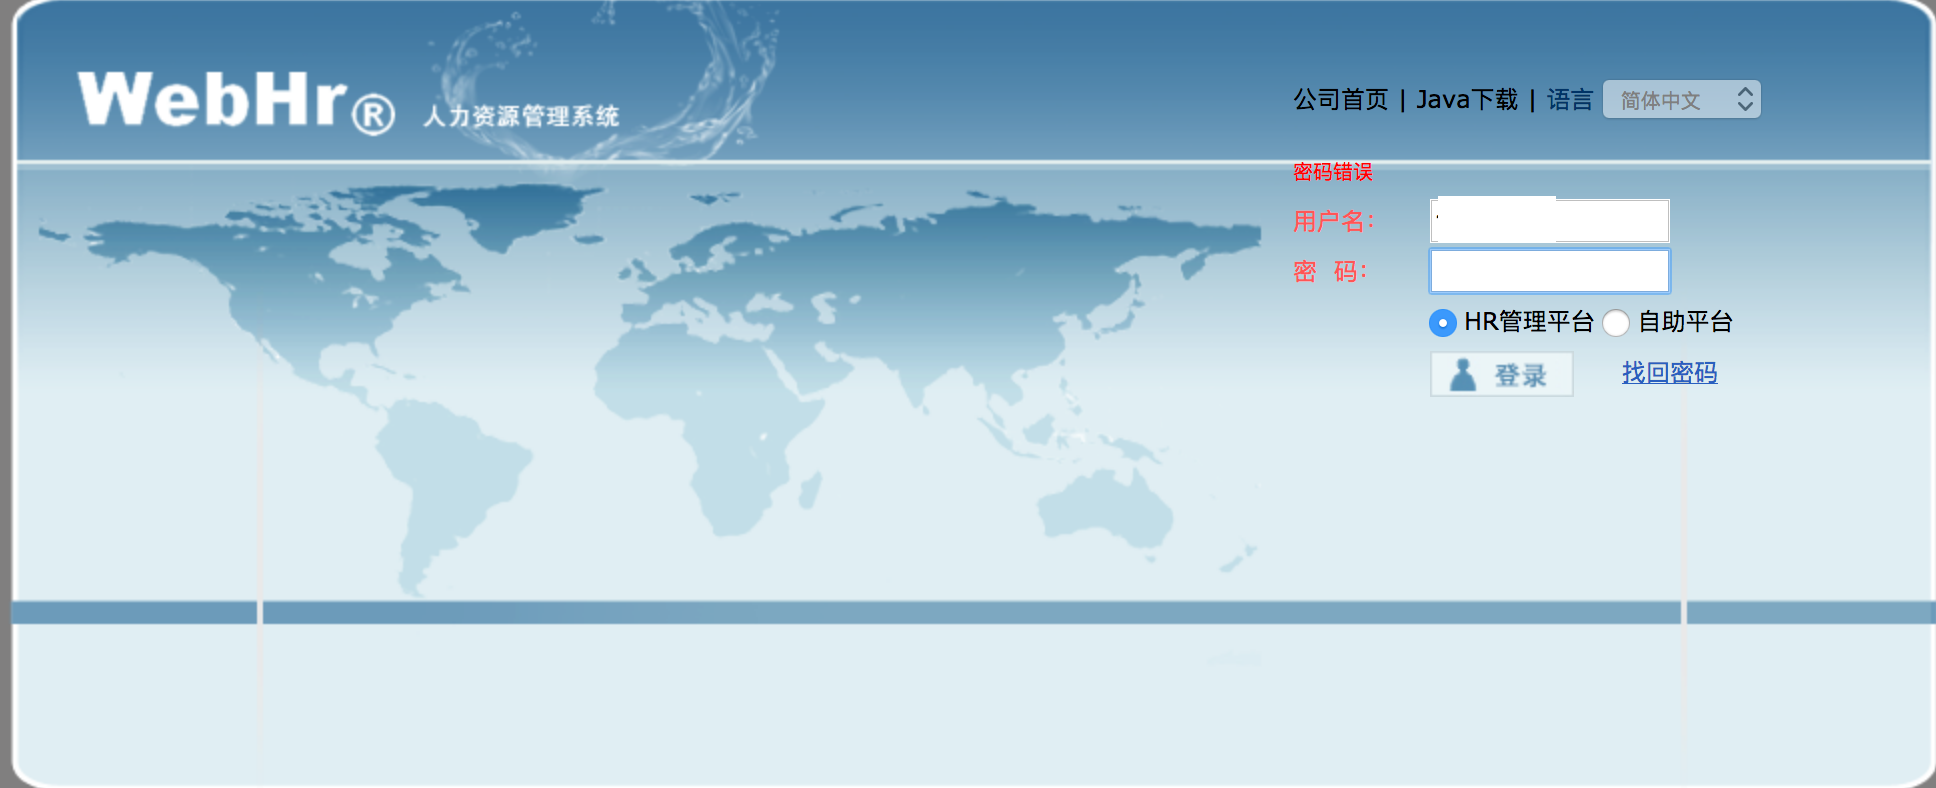 WebHr® 人力资源管理系统
公司首页 | Java下载 | 语言 简体中文
密码错误
用户名：
密 码：
HR管理平台 自助平台
登录 找回密码